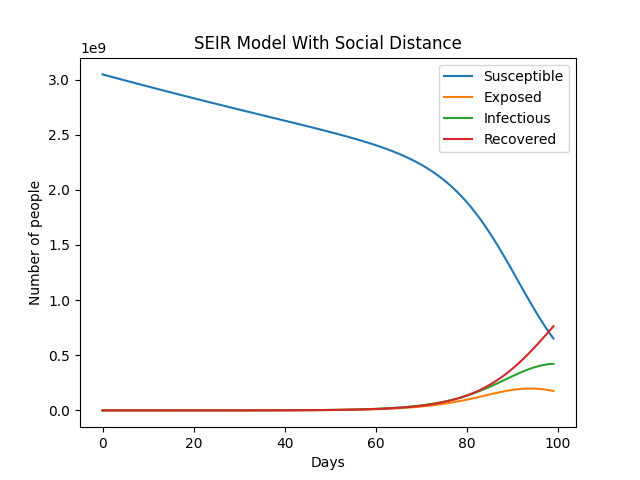 SEIR Model With Social Distance
1e9
3.0
2.5
2.0
1.5
1.0
0.5
0.0
Number of people
Susceptible
Exposed
Infectious
Recovered
0 20 40 60 80 100
Days